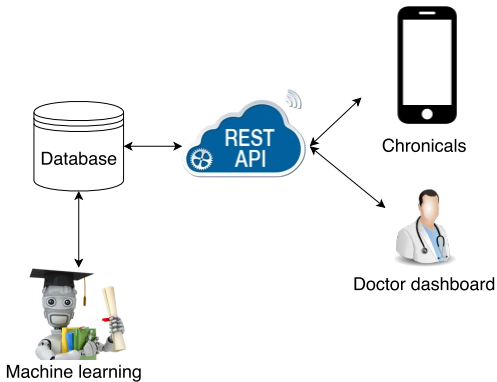 Database
REST
API
Chronicals
Doctor dashboard
Machine learning